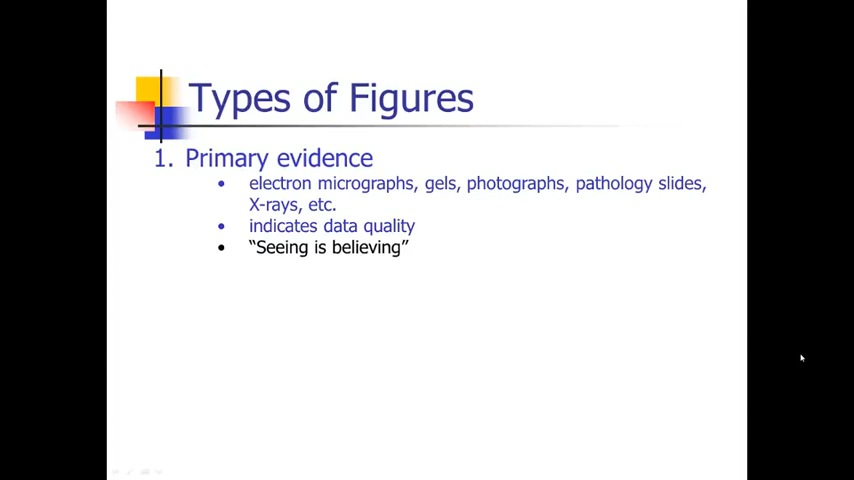 Types of Figures
1. Primary evidence
• electron micrographs, gels, photographs, pathology slides,
X-rays, etc.
• indicates data quality
• “Seeing is believing”